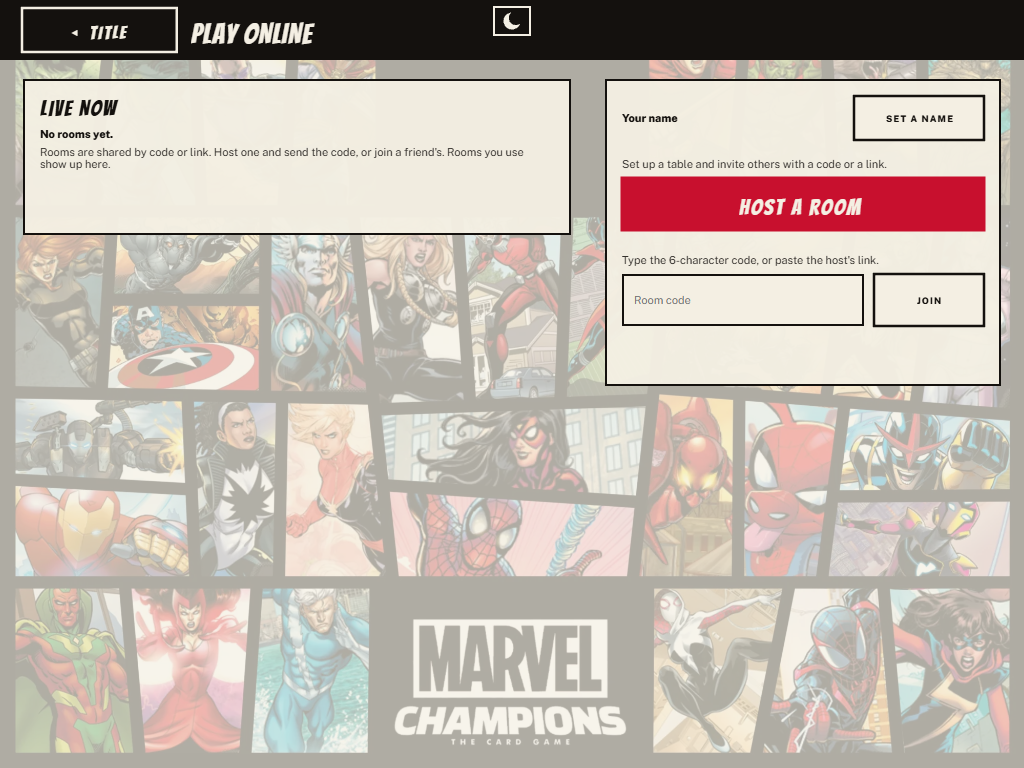 ◂ TITLE
PLAY ONLINE
LIVE NOW
No rooms yet.
Rooms are shared by code or link. Host one and send the code, or join a friend's. Rooms you use
show up here.
Your name
SET A NAME
Set up a table and invite others with a code or a link.
HOST A ROOM
Type the 6-character code, or paste the host's link.
Room code
JOIN
MARVEL
CHAMPIONS
THE CARD GAME